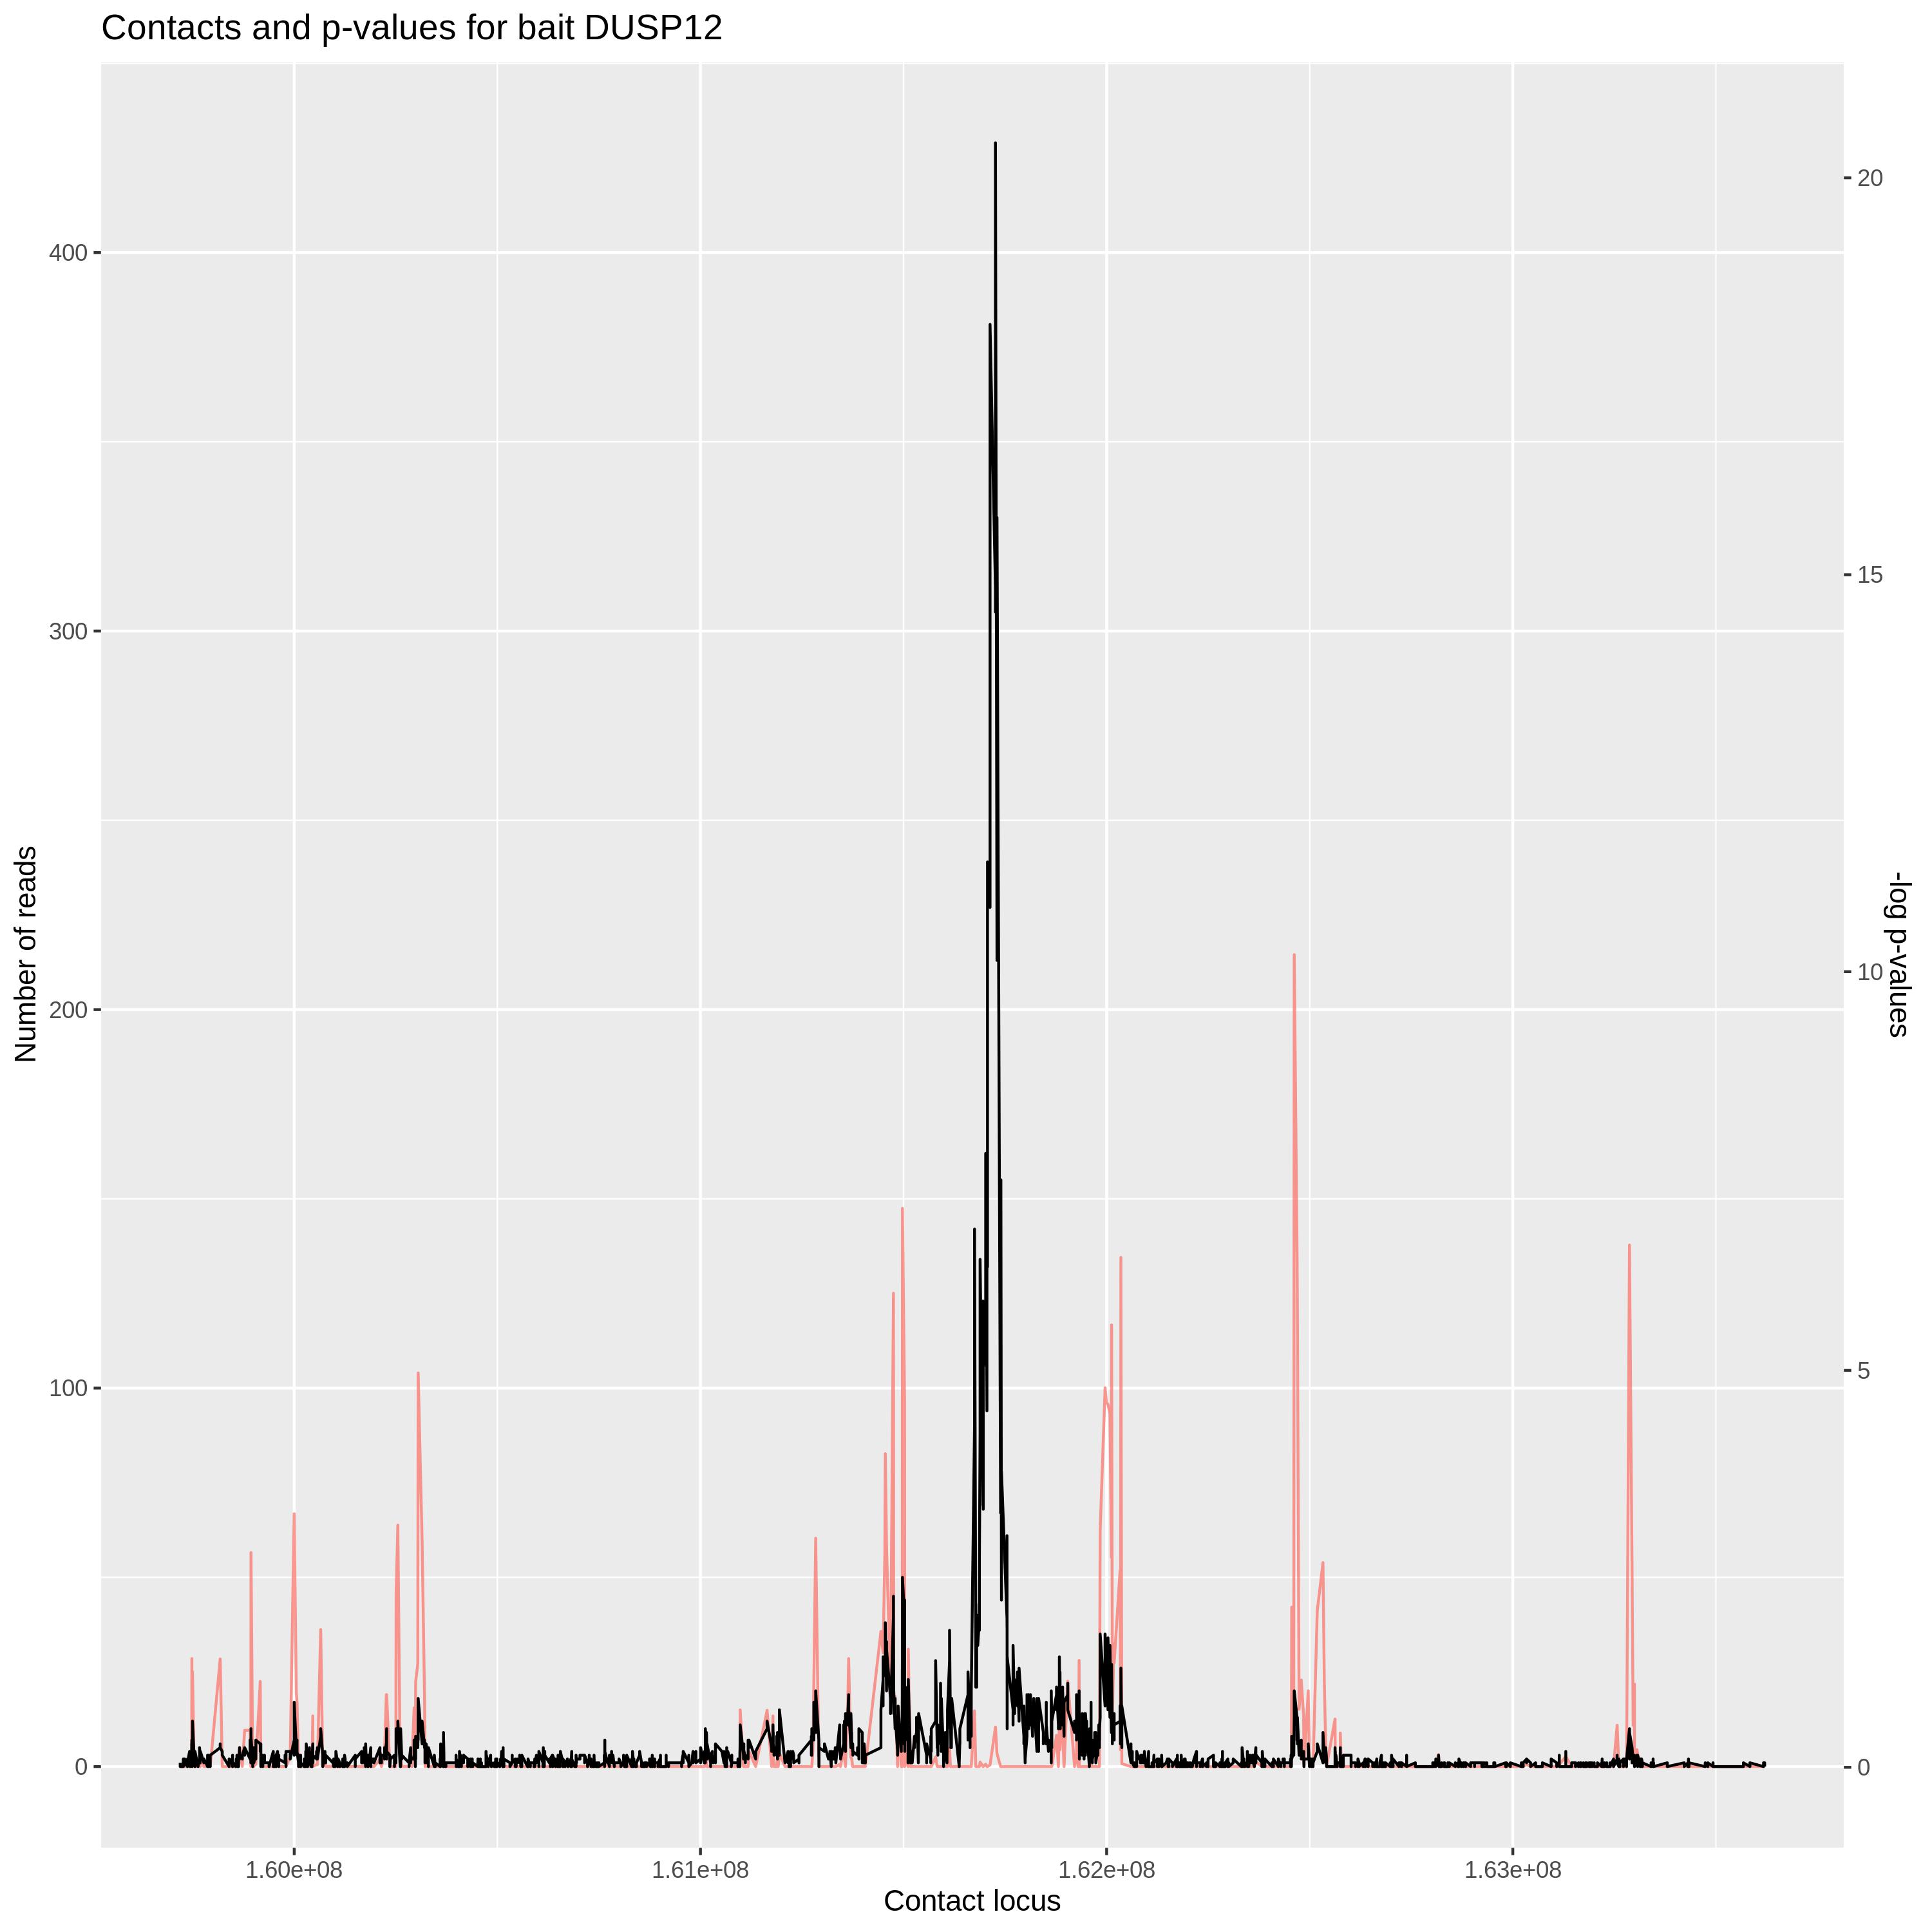 Contacts and p-values for bait DUSP12
400
300
200
100
0
Number of reads
20
15
10
5
0
-log p-values
1.60e+08 1.61e+08 1.62e+08 1.63e+08
Contact locus